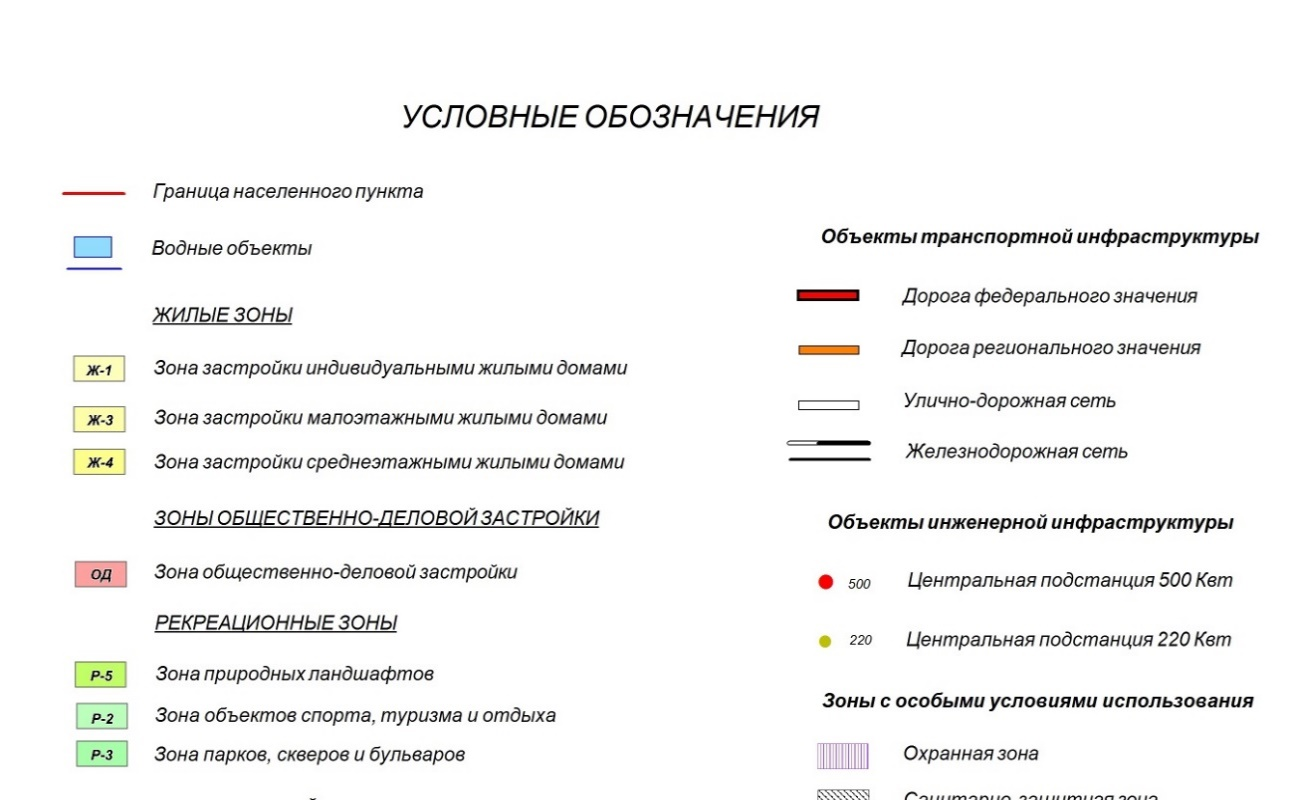 УСЛОВНЫЕ ОБОЗНАЧЕНИЯ
Граница населенного пункта
Водные объекты
ЖИЛЫЕ ЗОНЫ
Ж-1 Зона застройки индивидуальными жилыми домами
Ж-3 Зона застройки малоэтажными жилыми домами
Ж-4 Зона застройки среднеэтажными жилыми домами
ЗОНЫ ОБЩЕСТВЕННО-ДЕЛОВОЙ ЗАСТРОЙКИ
ОД Зона общественно-деловой застройки
РЕКРЕАЦИОННЫЕ ЗОНЫ
Р-5 Зона природных ландшафтов
Р-2 Зона объектов спорта, туризма и отдыха
Р-3 Зона парков, скверов и бульваров
Объекты транспортной инфраструктуры
Дорога федерального значения
Дорога регионального значения
Улично-дорожная сеть
Железнодорожная сеть
Объекты инженерной инфраструктуры
500 Центральная подстанция 500 Квт
220 Центральная подстанция 220 Квт
Зоны с особыми условиями использования
Охранная зона
Санитарно-защитная зона